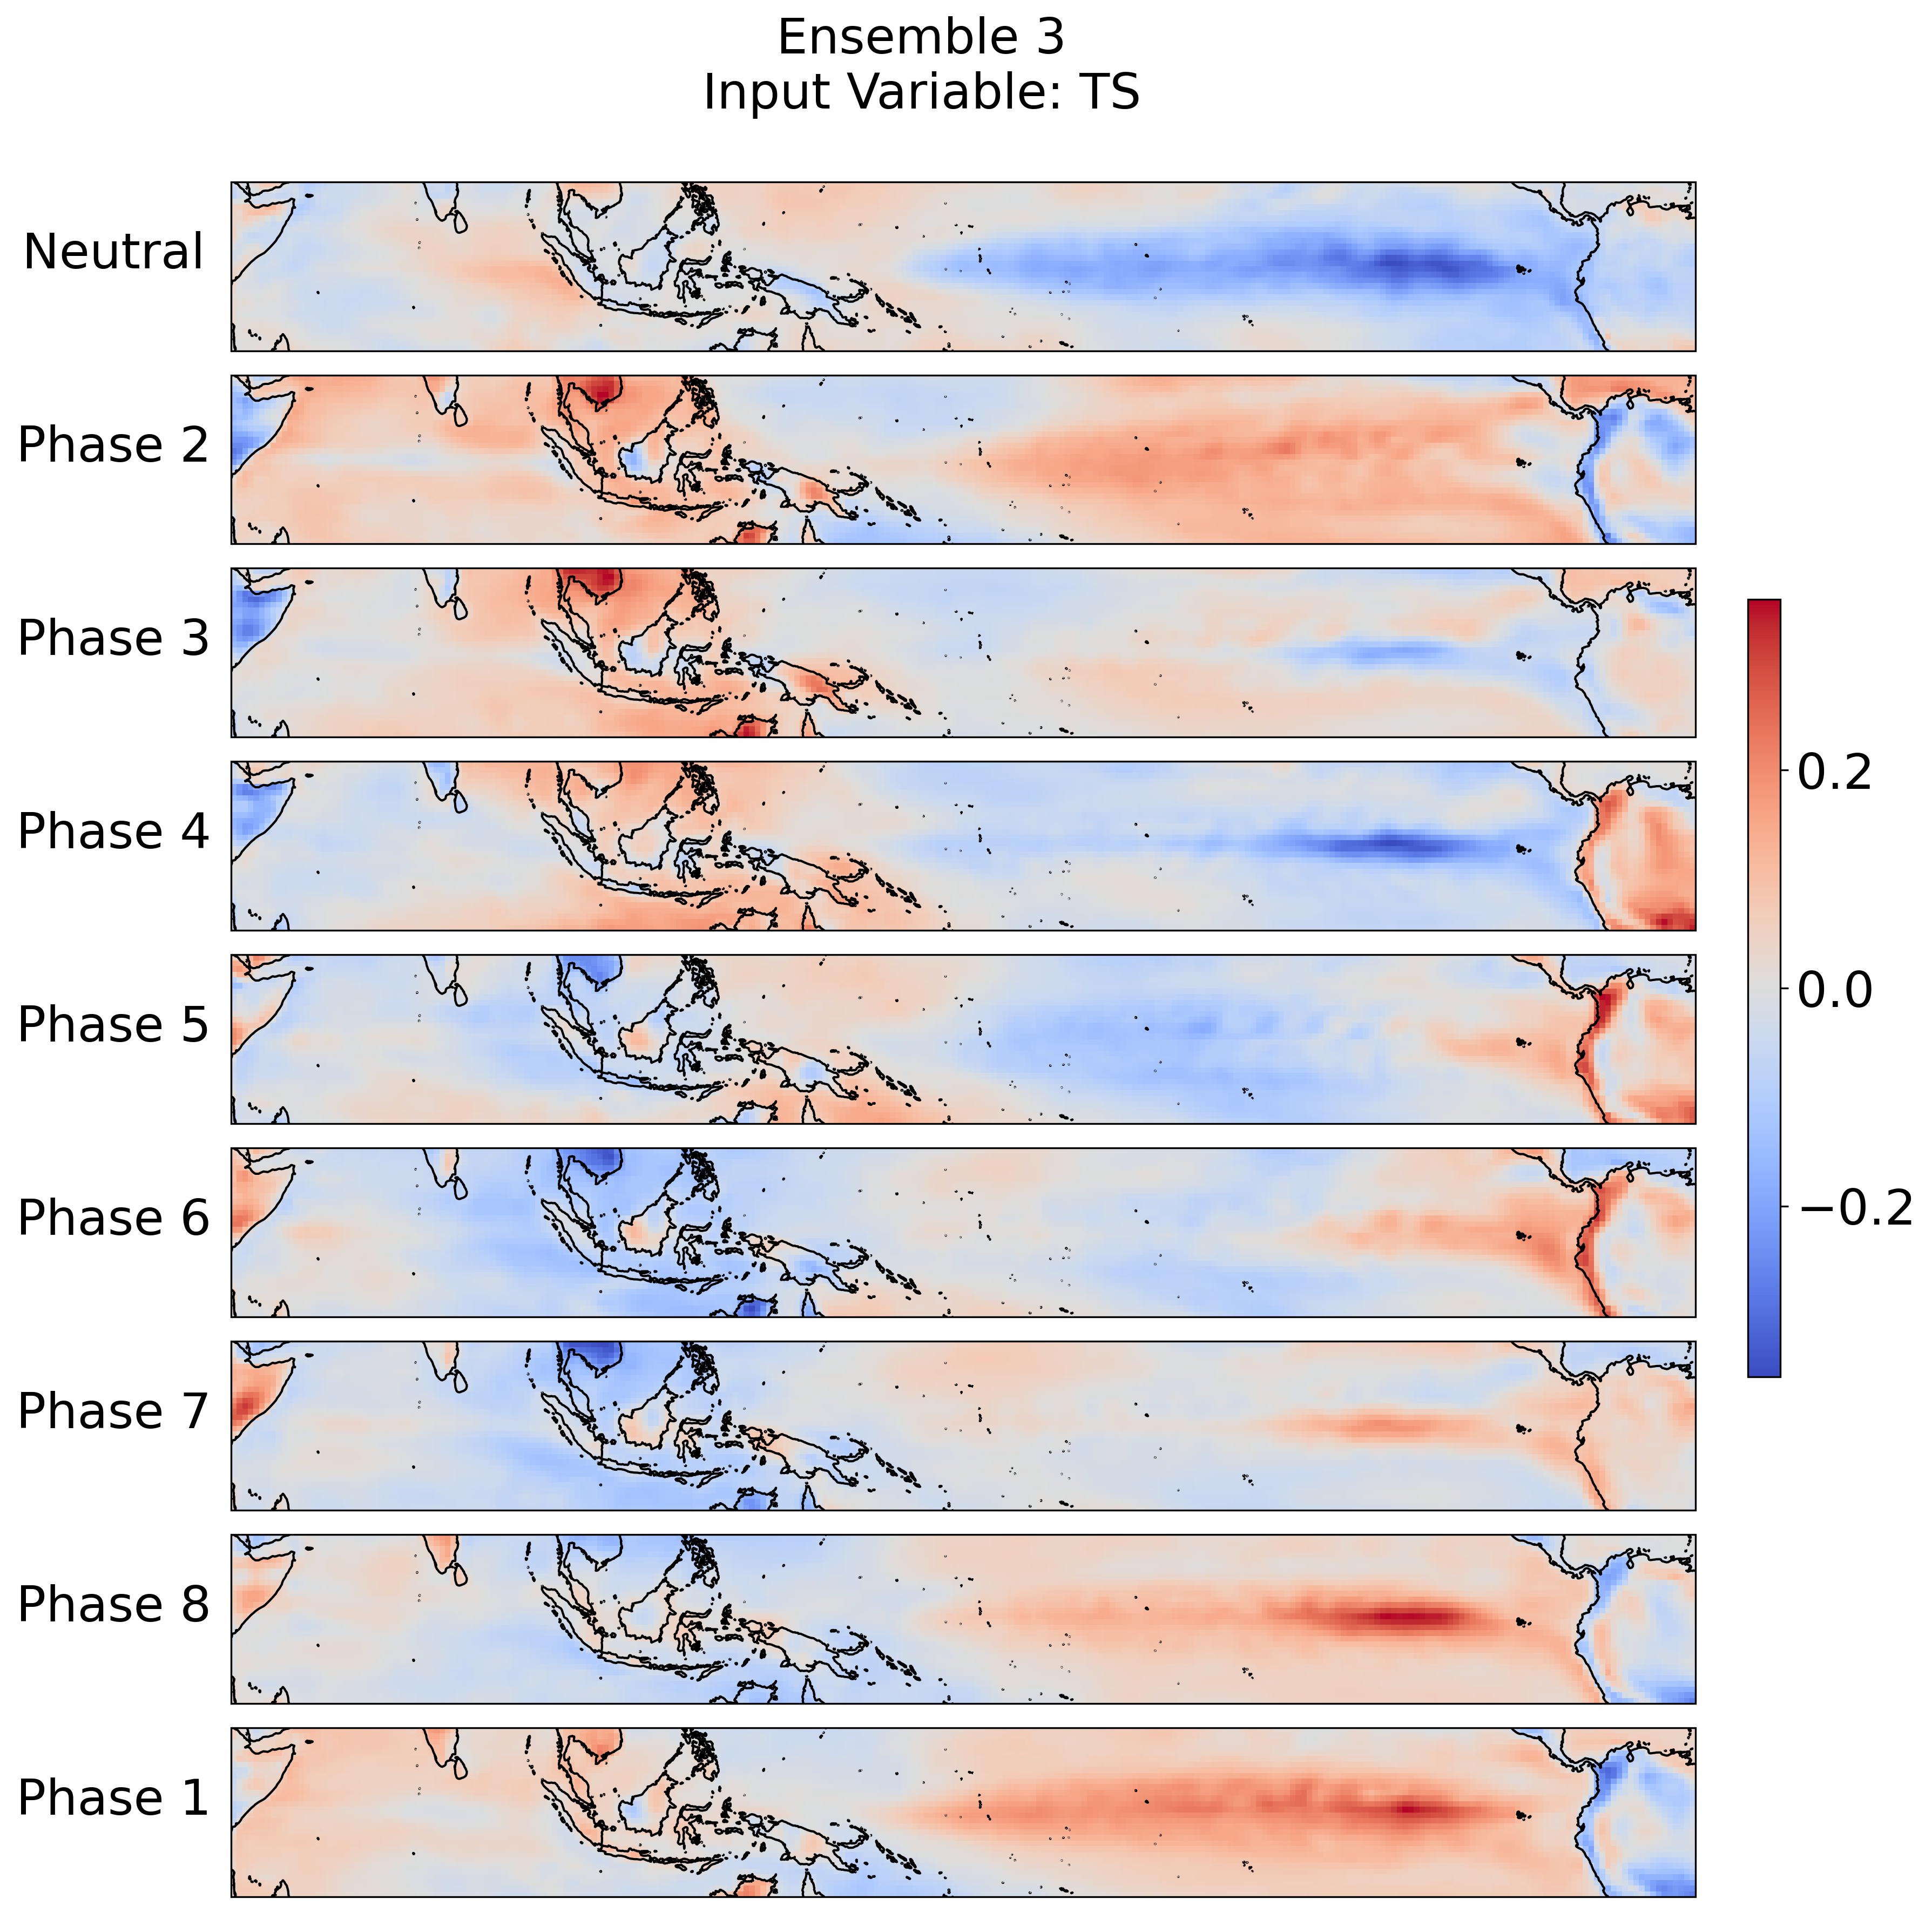 Ensemble 3
Input Variable: TS
Neutral
Phase 2
Phase 3
Phase 4
Phase 5
Phase 6
Phase 7
Phase 8
Phase 1
0.2
0.0
−0.2